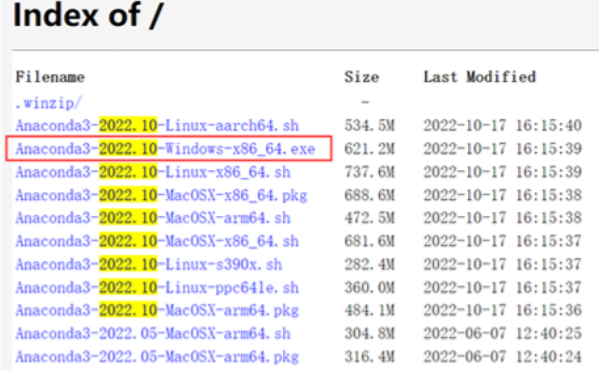 Index of /
Filename Size Last Modified
.winzip/ -
Anaconda3-2022.10-Linux-aarch64.sh 534.5M 2022-10-17 16:15:40
Anaconda3-2022.10-Windows-x86_64.exe 621.2M 2022-10-17 16:15:39
Anaconda3-2022.10-Linux-x86_64.sh 737.6M 2022-10-17 16:15:39
Anaconda3-2022.10-MacOSX-x86_64.pkg 688.6M 2022-10-17 16:15:38
Anaconda3-2022.10-MacOSX-arm64.sh 472.5M 2022-10-17 16:15:38
Anaconda3-2022.10-MacOSX-x86_64.sh 681.6M 2022-10-17 16:15:37
Anaconda3-2022.10-Linux-s390x.sh 282.4M 2022-10-17 16:15:37
Anaconda3-2022.10-Linux-ppc64le.sh 360.0M 2022-10-17 16:15:37
Anaconda3-2022.10-MacOSX-arm64.pkg 484.1M 2022-10-17 16:15:36
Anaconda3-2022.05-MacOSX-arm64.sh 304.8M 2022-06-07 12:40:25
Anaconda3-2022.05-MacOSX-arm64.pkg 316.4M 2022-06-07 12:40:24